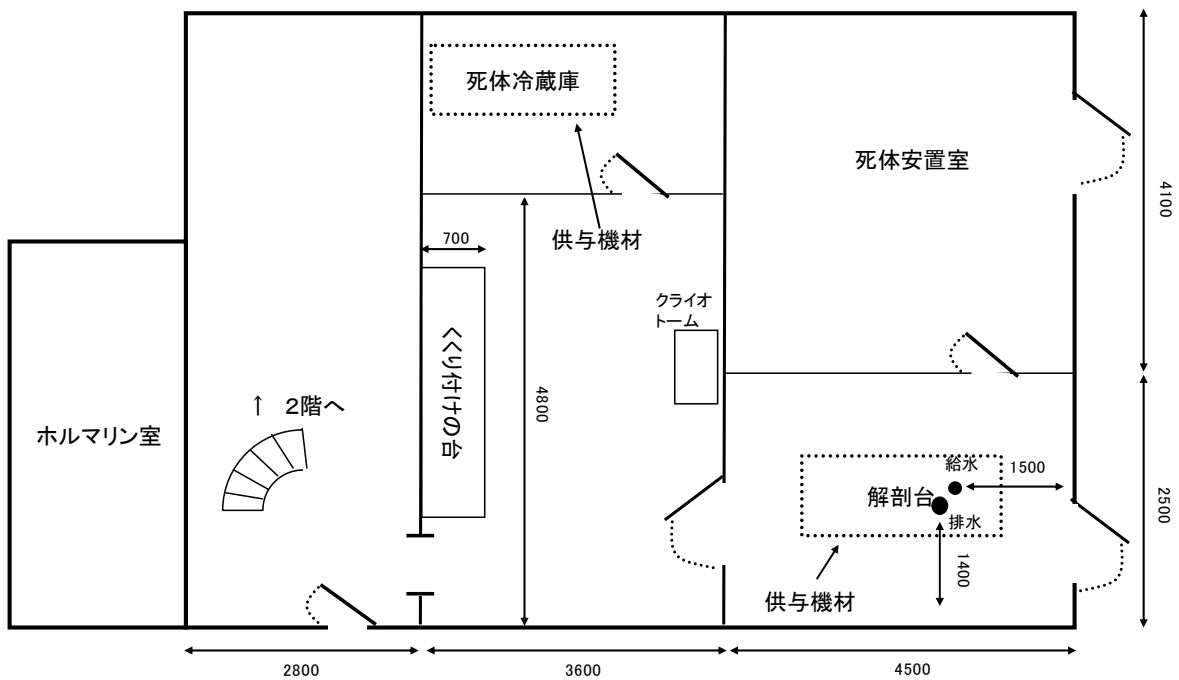 死体冷蔵庫
死体安置室
4100
供与機材
700
クライオ
トーム
くくり付けの台
4800
↑ 2階へ
ホルマリン室
給水
1500
解剖台
排水
2500
1400
供与機材
2800
3600
4500